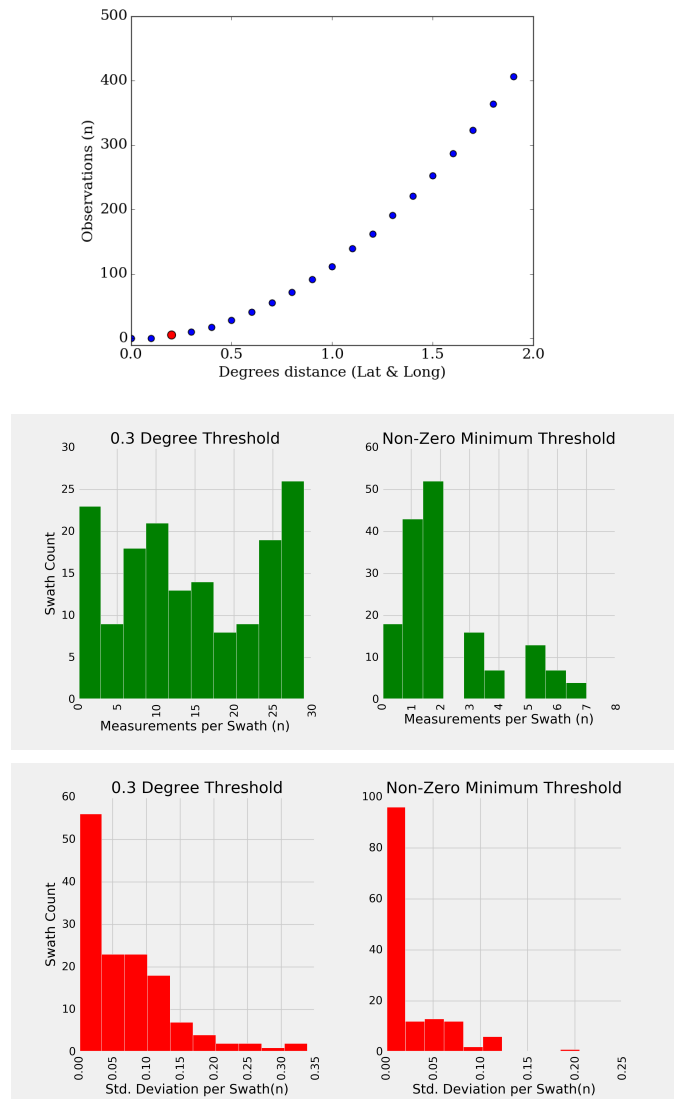 500
400
300
200
100
0
Observations (n)
0.0 0.5 1.0 1.5 2.0
Degrees distance (Lat & Long)
0.3 Degree Threshold
30
25
20
15
10
5
0
Swath Count
0 5 10 15 20 25 30
Measurements per Swath (n)
Non-Zero Minimum Threshold
60
50
40
30
20
10
0
0 1 2 3 4 5 6 7 8
Measurements per Swath (n)
0.3 Degree Threshold
60
50
40
30
20
10
0
Swath Count
0.00 0.05 0.10 0.15 0.20 0.25 0.30 0.35
Std. Deviation per Swath(n)
Non-Zero Minimum Threshold
100
80
60
40
20
0
0.00 0.05 0.10 0.15 0.20 0.25
Std. Deviation per Swath(n)